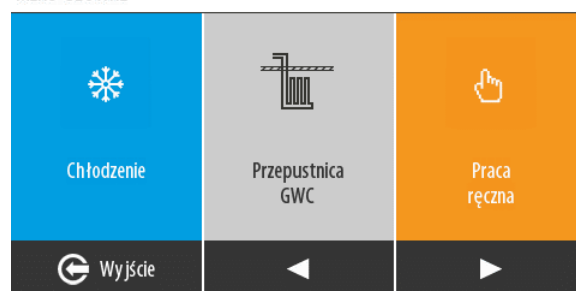 Chłodzenie
Przepustnica
GWC
Praca
ręczna
Wyjście